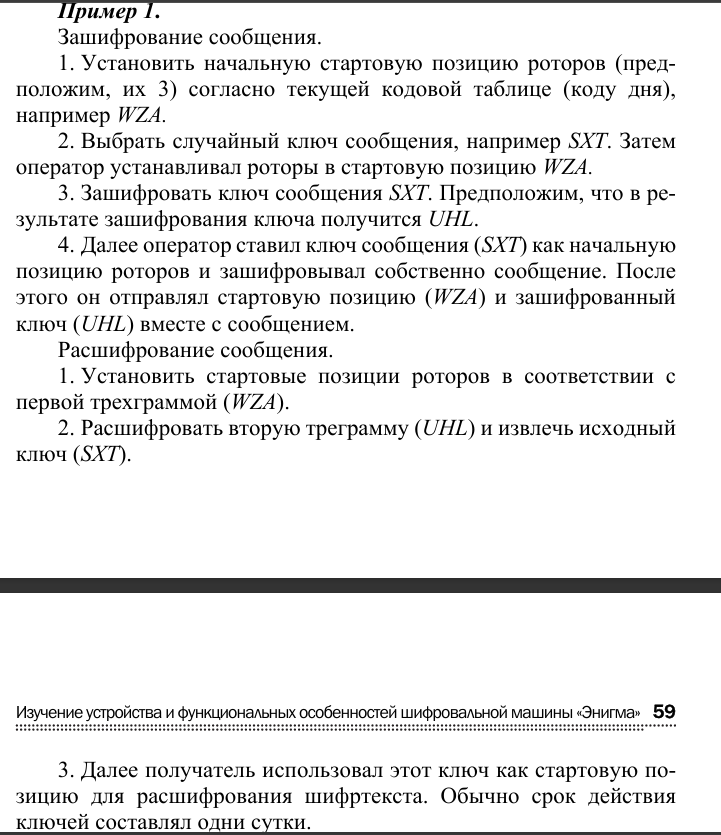 Пример 1.
Зашифрование сообщения.
1. Установить начальную стартовую позицию роторов (пред-
положим, их 3) согласно текущей кодовой таблице (коду дня),
например WZA.
2. Выбрать случайный ключ сообщения, например SXT. Затем
оператор устанавливал роторы в стартовую позицию WZA.
3. Зашифровать ключ сообщения SXT. Предположим, что в ре-
зультате зашифрования ключа получится UHL.
4. Далее оператор ставил ключ сообщения (SXT) как начальную
позицию роторов и зашифровывал собственно сообщение. После
этого он отправлял стартовую позицию (WZA) и зашифрованный
ключ (UHL) вместе с сообщением.
Расшифрование сообщения.
1. Установить стартовые позиции роторов в соответствии с
первой трехграммой (WZA).
2. Расшифровать вторую треграмму (UHL) и извлечь исходный
ключ (SXT).
Изучение устройства и функциональных особенностей шифровальной машины «Энигма» 59
3. Далее получатель использовал этот ключ как стартовую по-
зицию для расшифрования шифртекста. Обычно срок действия
ключей составлял одни сутки.